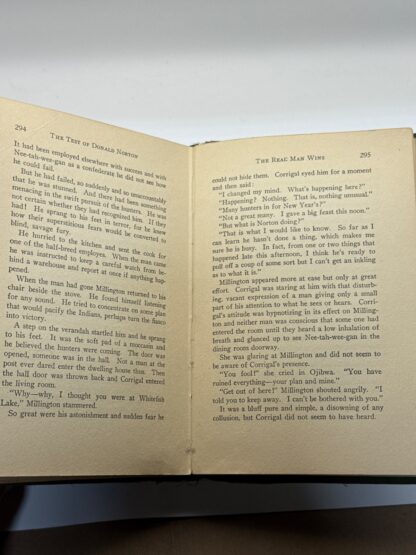 294
THE TEST OF DONALD NORTON
It had been employed elsewhere with success and with
Nee-tah-wee-gan as a confederate he did not see how
he could fail.
But he had failed, so suddenly and so unaccountably
that he was stunned. And there had been something
in the swift pursuit of the hunters. He was
not certain whether they had recognized him. If they
had! He sprang to his feet in terror, for he knew
how their superstitious fears would be converted to
blind, savage fury.
He hurried to the kitchen and sent the cook for
one of the half-breed employes. When the man came
he was instructed to keep a careful watch from be-
hind a warehouse and report at once if anything hap-
pened.
When the man had gone Millington returned to his
chair beside the stove. He found himself listening
for any sound. He tried to concentrate on some plan
that would pacify the Indians, perhaps turn the fiasco
into victory.
A step on the verandah startled him and he sprang
to his feet. It was the soft pad of a moccasin and
he believed the hunters were coming. The door was
opened, someone was in the hall. Not a man at the
post ever dared enter the dwelling house thus. Then
the hall door was thrown back and Corrigal entered
the living room.
"Why—why, I thought you were at Whitefish
Lake," Millington stammered.
So great were his astonishment and sudden fear he
THE REAL MAN WINS
295
could not hide them. Corrigal eyed him for a moment
and then said:
"I changed my mind. What's happening here?"
"Happening? Nothing. That is, nothing unusual."
"Many hunters in for New Year's?"
"Not a great many. I gave a big feast this noon."
"But what is Norton doing?"
"That is what I would like to know. So far as I
can learn he hasn't done a thing, which makes me
sure he is busy. In fact, from one or two things that
happened late this afternoon, I think he's ready to
pull off a coup of some sort but I can't get an inkling
as to what it is."
Millington appeared more at ease but only at great
effort. Corrigal was staring at him with that disturb-
ing, vacant expression of a man giving only a small
part of his attention to what he sees or hears. Corri-
gal's attitude was hypnotizing in its effect on Milling-
ton and neither man was conscious that some one had
entered the room until they heard a low inhalation of
breath and glanced up to see Nee-tah-wee-gan in the
dining room doorway.
She was glaring at Millington and did not seem to
be aware of Corrigal's presence.
"You fool!" she cried in Ojibwa. "You have
ruined everything—your plan and mine."
"Get out of here!" Millington shouted angrily. "I
told you to keep away. I can't be bothered with you."
It was a bluff pure and simple, a disowning of any
collusion, but Corrigal did not seem to have heard.